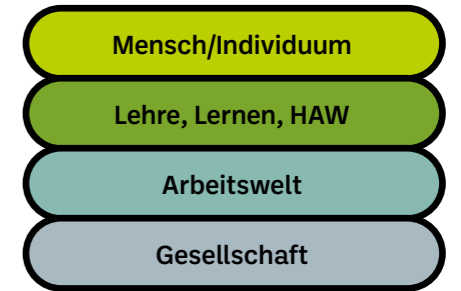 Mensch/Individuum
Lehre, Lernen, HAW
Arbeitswelt
Gesellschaft